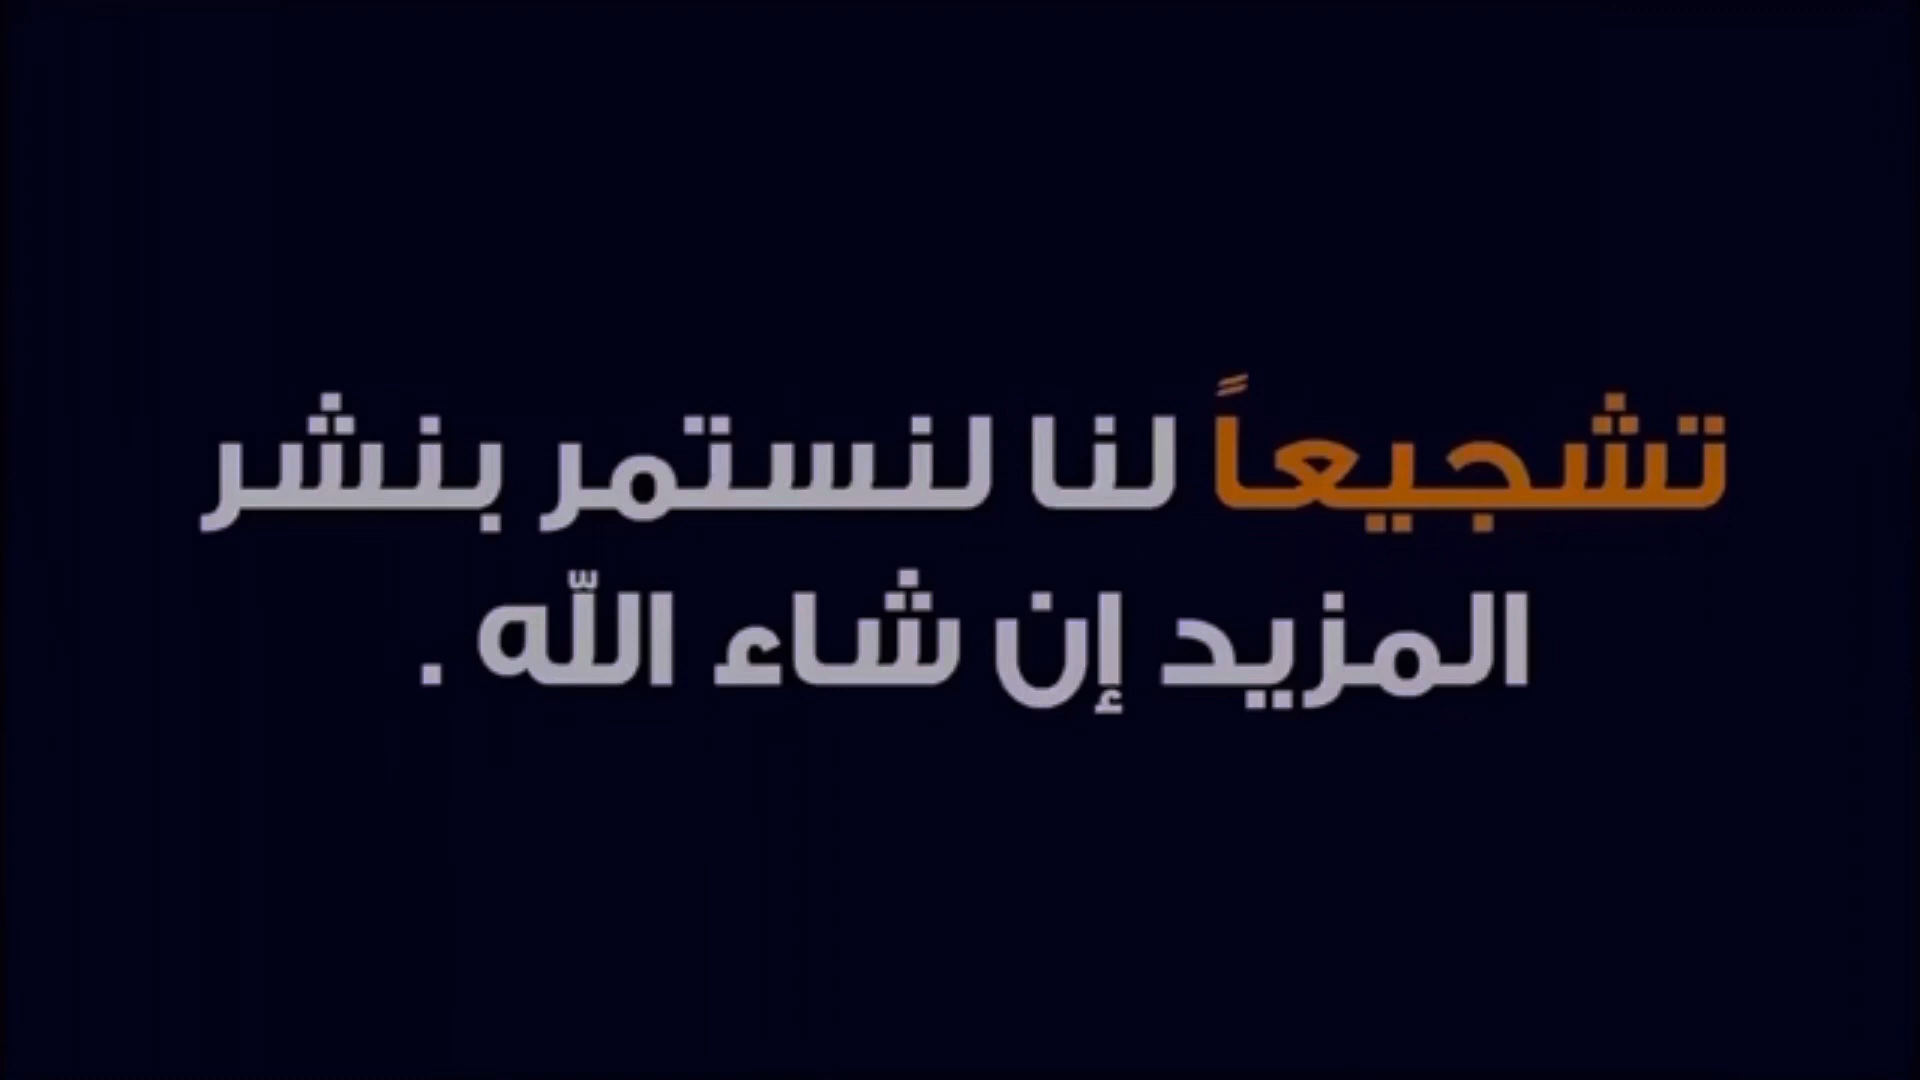 تشجيعاً لنا لنستمر بنشر
المزيد إن شاء اللّه .